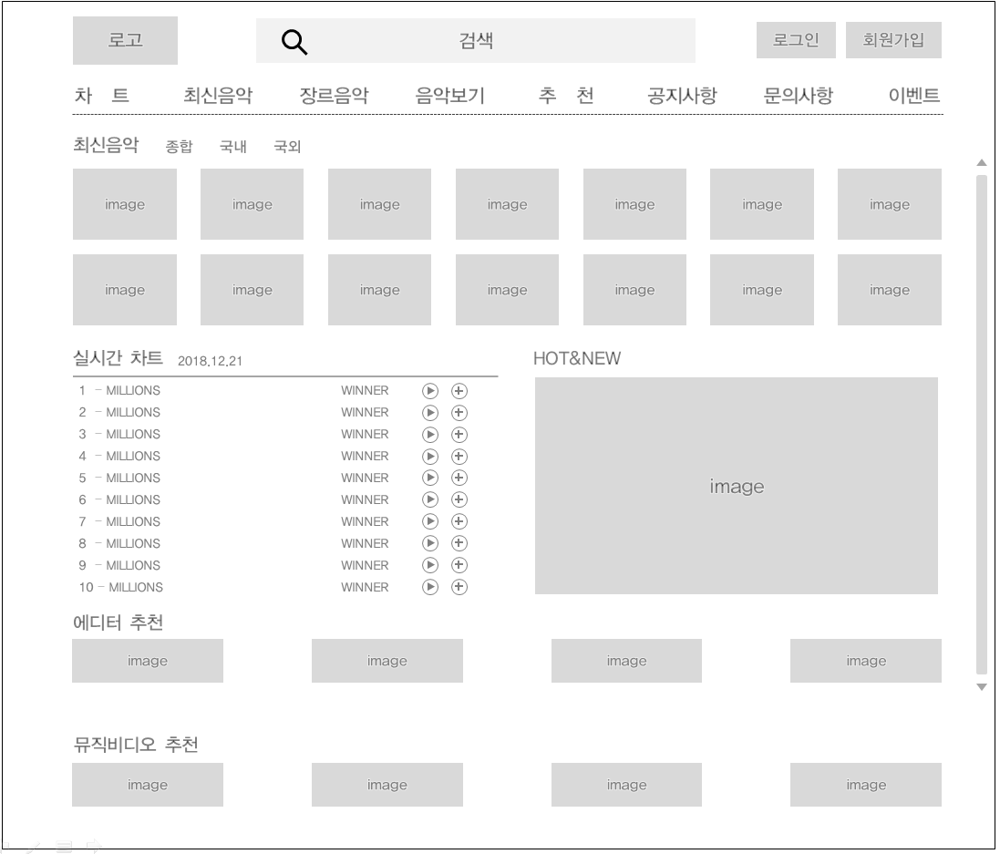 로고 검색 로그인 회원가입
차 트 최신음악 장르음악 음악보기 추 천 공지사항 문의사항 이벤트
최신음악 종합 국내 국외
image image image image image image image
image image image image image image image
실시간 차트 2018.12.21
1 - MILLIONS WINNER
2 - MILLIONS WINNER
3 - MILLIONS WINNER
4 - MILLIONS WINNER
5 - MILLIONS WINNER
6 - MILLIONS WINNER
7 - MILLIONS WINNER
8 - MILLIONS WINNER
9 - MILLIONS WINNER
10 - MILLIONS WINNER
HOT&NEW
image
에디터 추천
image image image image
뮤직비디오 추천
image image image image